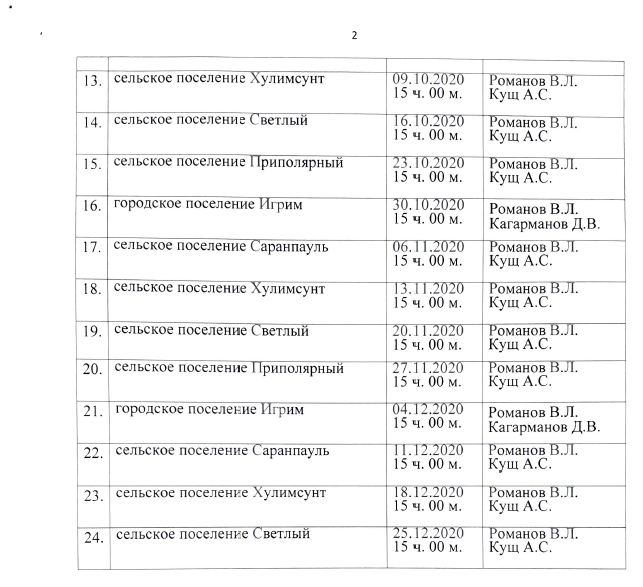 2
13. сельское поселение Хулимсунт 09.10.2020 Романов В.Л.
15 ч. 00 м. Кущ А.С.
14. сельское поселение Светлый 16.10.2020 Романов В.Л.
15 ч. 00 м. Кущ А.С.
15. сельское поселение Приполярный 23.10.2020 Романов В.Л.
15 ч. 00 м. Кущ А.С.
16. городское поселение Игрим 30.10.2020 Романов В.Л.
15 ч. 00 м. Кагарманов Д.В.
17. сельское поселение Саранпауль 06.11.2020 Романов В.Л.
15 ч. 00 м. Кущ А.С.
18. сельское поселение Хулимсунт 13.11.2020 Романов В.Л.
15 ч. 00 м. Кущ А.С.
19. сельское поселение Светлый 20.11.2020 Романов В.Л.
15 ч. 00 м. Кущ А.С.
20. сельское поселение Приполярный 27.11.2020 Романов В.Л.
15 ч. 00 м. Кущ А.С.
21. городское поселение Игрим 04.12.2020 Романов В.Л.
15 ч. 00 м. Кагарманов Д.В.
22. сельское поселение Саранпауль 11.12.2020 Романов В.Л.
15 ч. 00 м. Кущ А.С.
23. сельское поселение Хулимсунт 18.12.2020 Романов В.Л.
15 ч. 00 м. Кущ А.С.
24. сельское поселение Светлый 25.12.2020 Романов В.Л.
15 ч. 00 м. Кущ А.С.